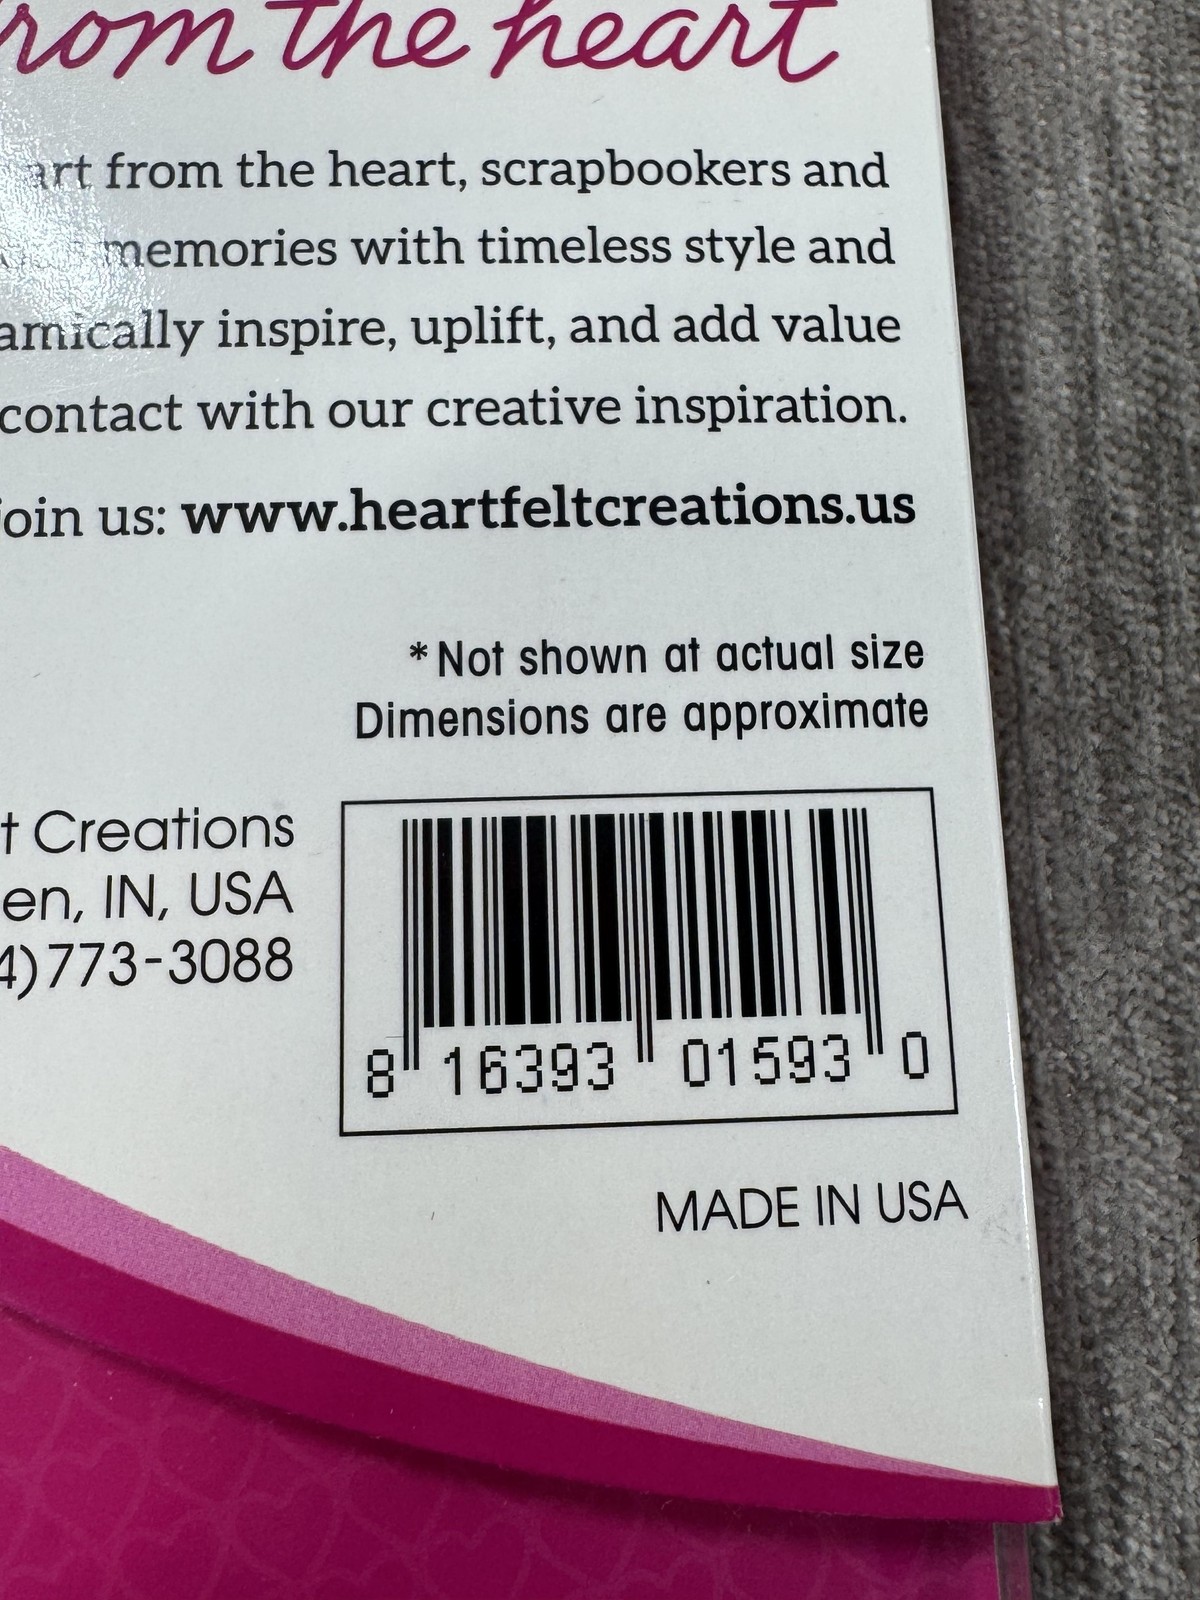 from the heart
art from the heart, scrapbookers and
memories with timeless style and
amically inspire, uplift, and add value
contact with our creative inspiration.
join us: www.heartfeltcreations.us
*Not shown at actual size
Dimensions are approximate
t Creations
en, IN, USA
4)773-3088
8 16393 01593 0
MADE IN USA